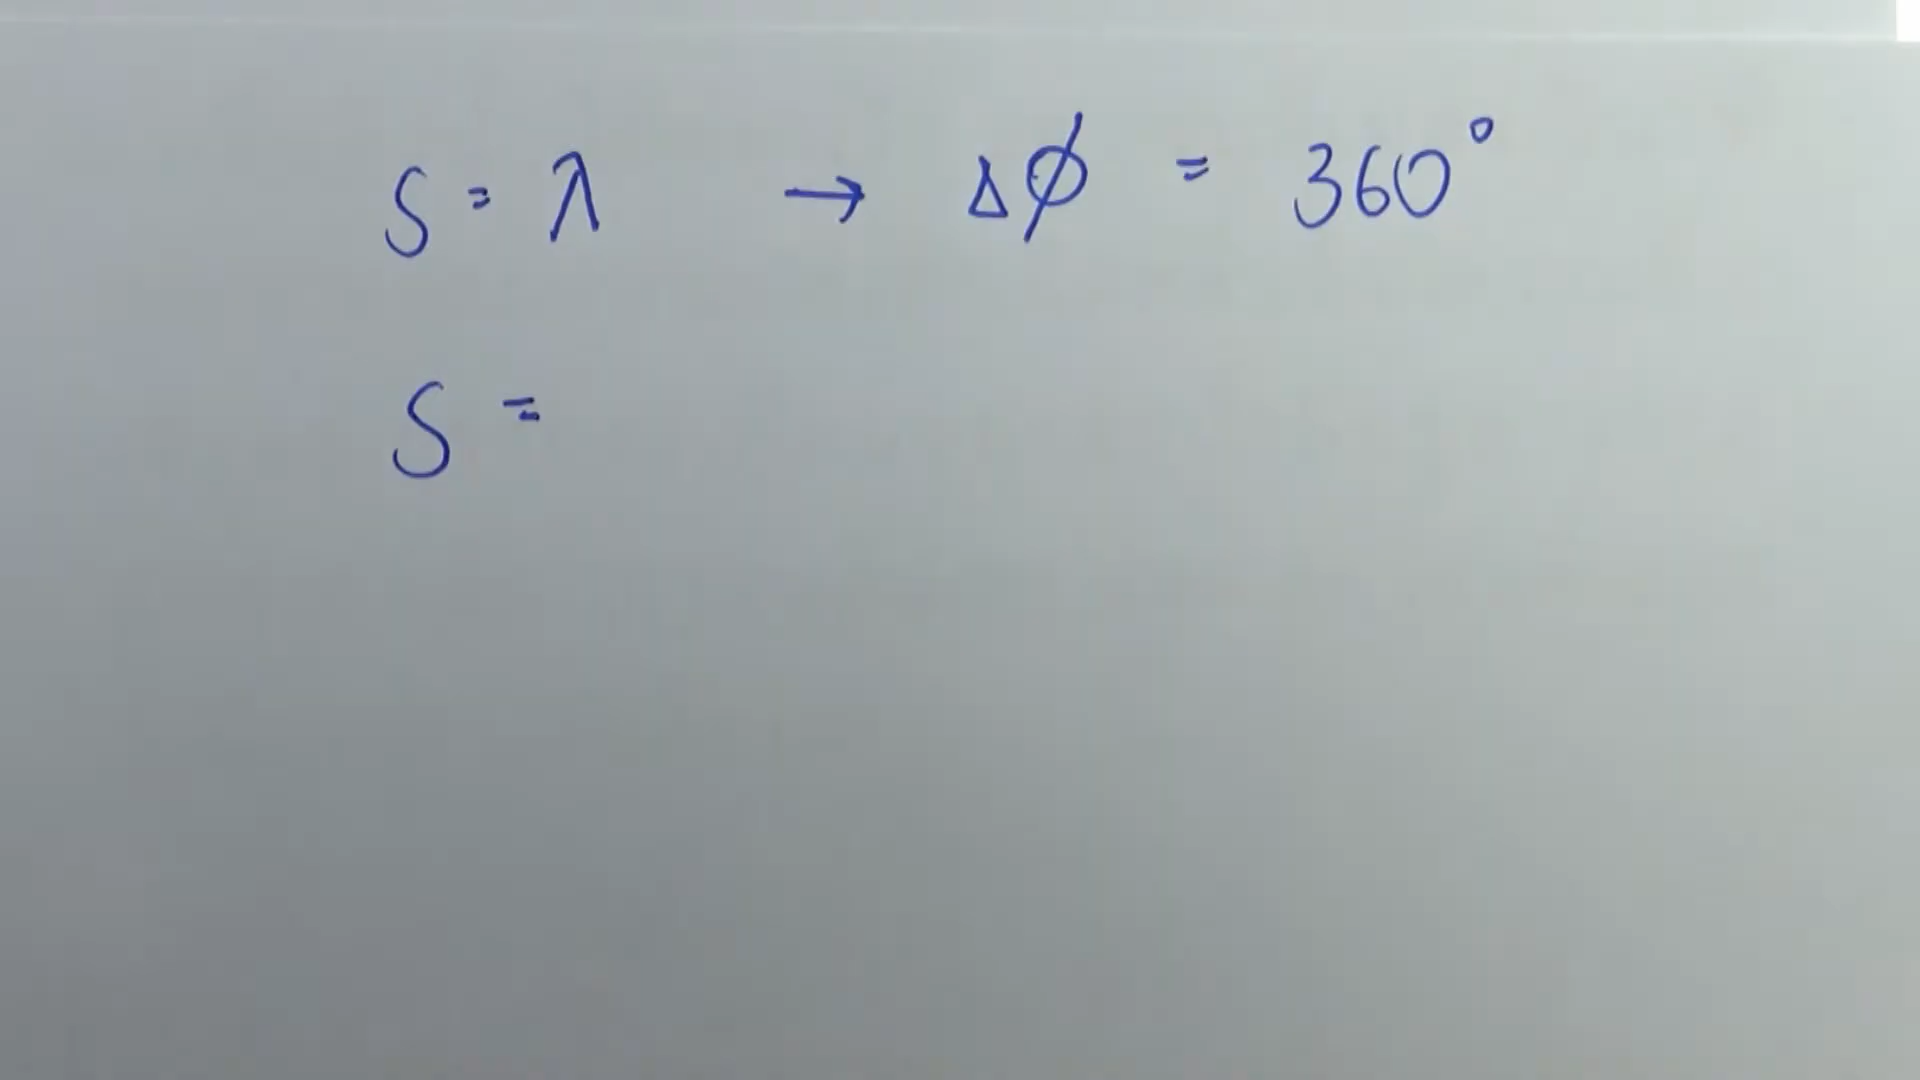 S = λ → Δϕ = 360°
S =